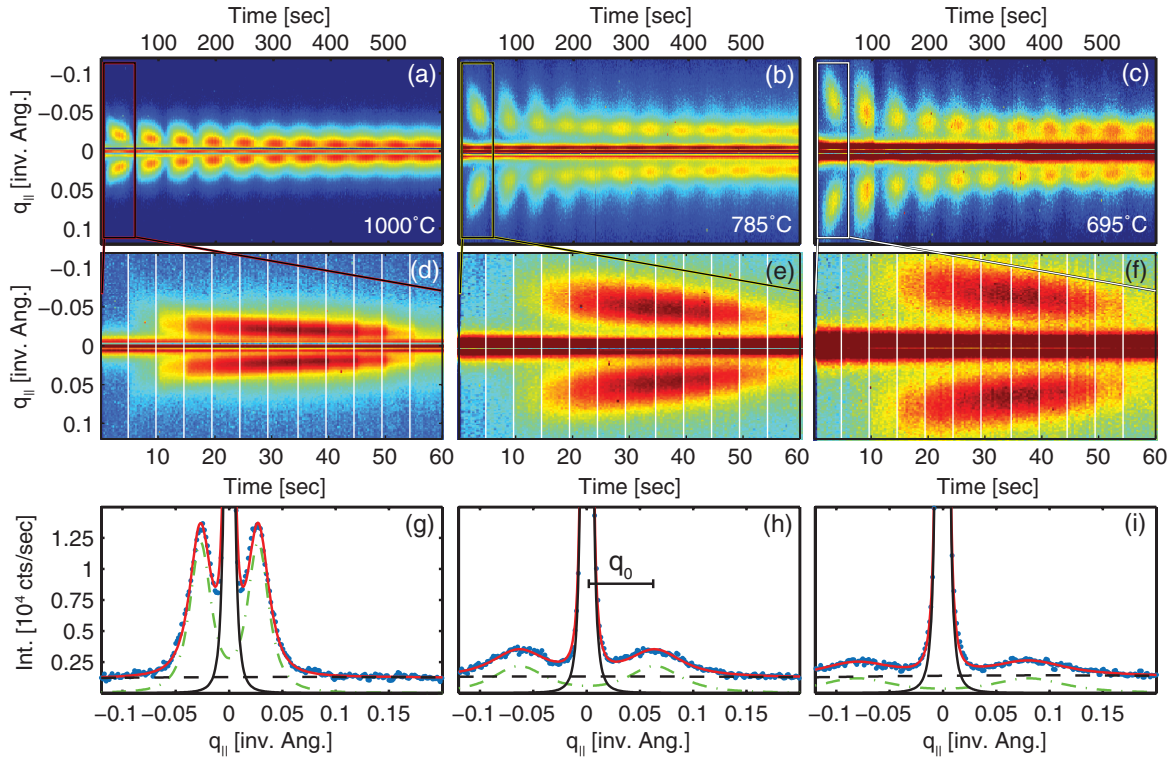 Time [sec] Time [sec] Time [sec]
100 200 300 400 500 100 200 300 400 500 100 200 300 400 500
(a) (b) (c)
−0.1
−0.05
0
0.05
0.1
q|| [inv. Ang.]
1000˚C 785˚C 695˚C
(d) (e) (f)
−0.1
−0.05
0
0.05
0.1
q|| [inv. Ang.]
10 20 30 40 50 60 10 20 30 40 50 60 10 20 30 40 50 60
Time [sec] Time [sec] Time [sec]
(g) (h) (i)
1.25
1
0.75
0.5
0.25
Int. [10⁴ cts/sec]
q₀
−0.1 −0.05 0 0.05 0.1 0.15 −0.1 −0.05 0 0.05 0.1 0.15 −0.1 −0.05 0 0.05 0.1 0.15 0.2
q|| [inv. Ang.] q|| [inv. Ang.] q|| [inv. Ang.]